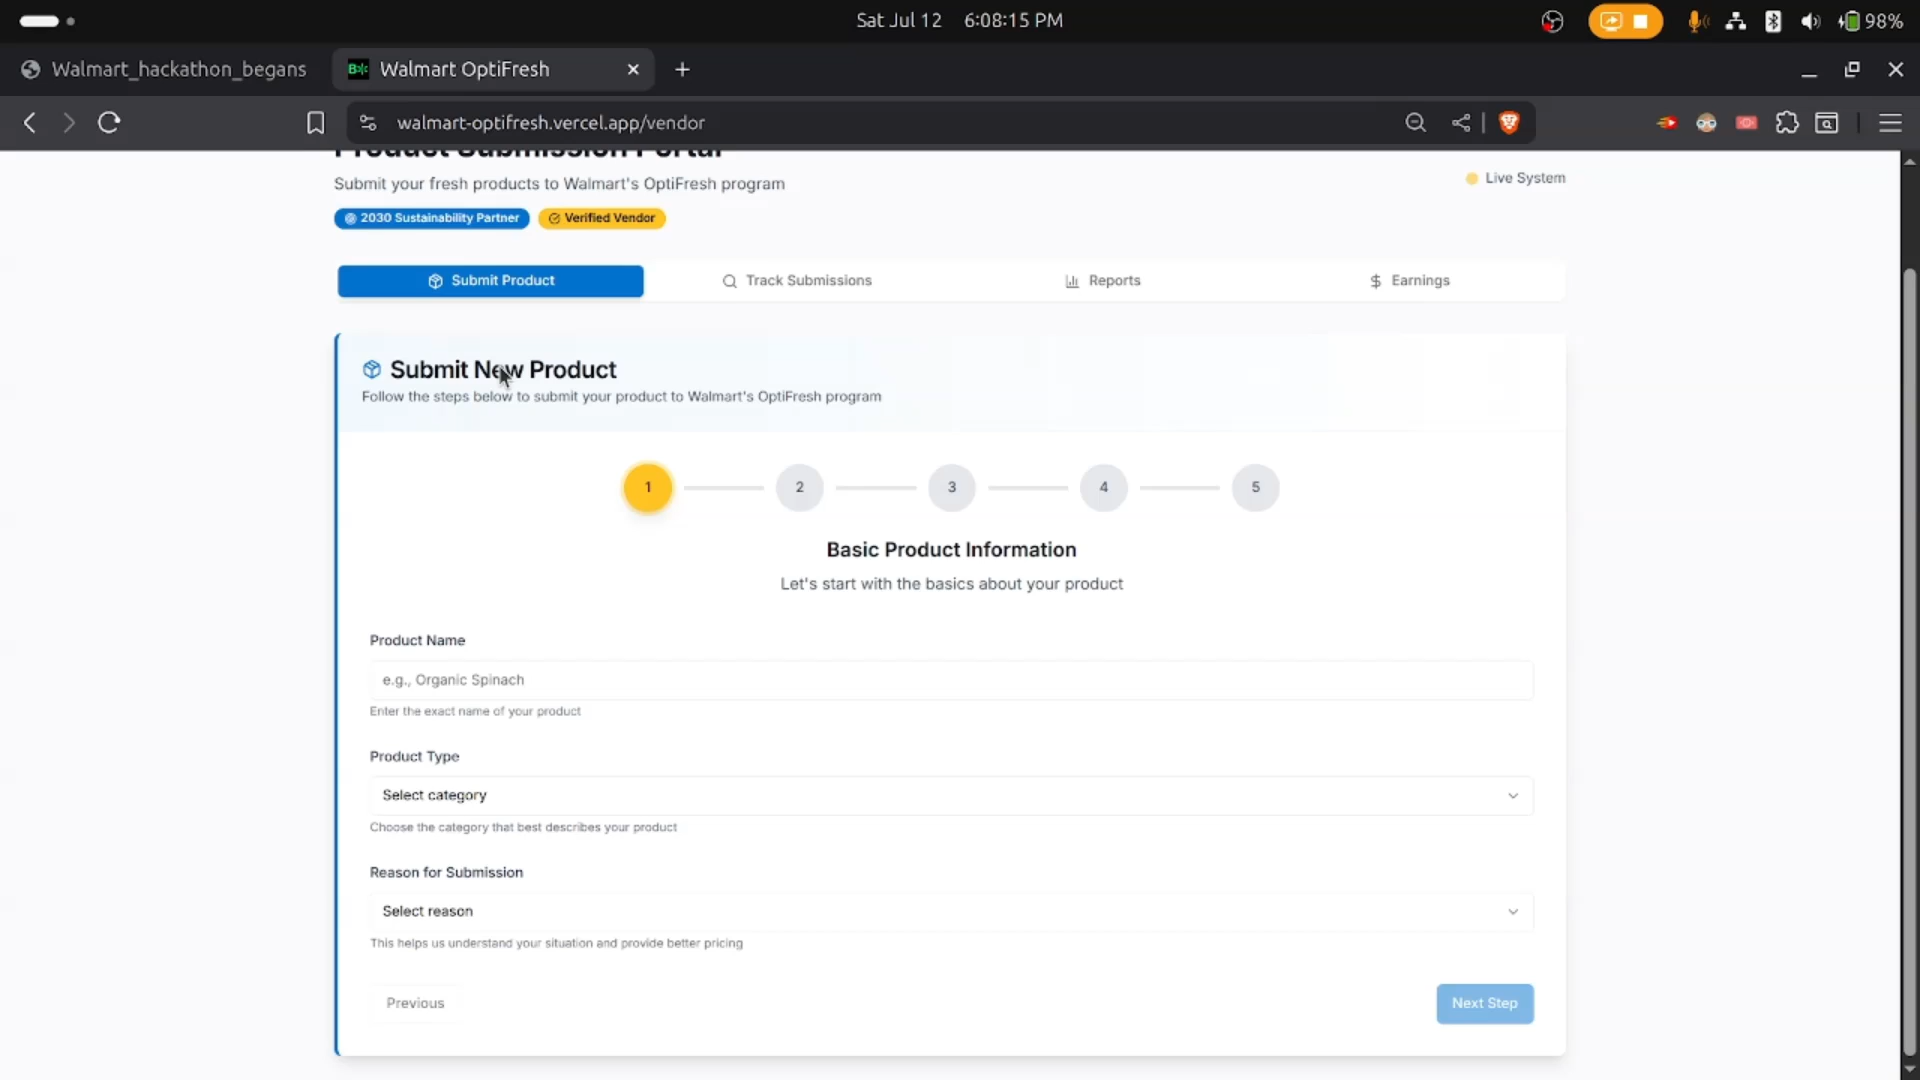 Sat Jul 12 6:08:15 PM
98%
Walmart_hackathon_begans
Walmart OptiFresh
walmart-optifresh.vercel.app/vendor
Product Submission Portal
Submit your fresh products to Walmart's OptiFresh program
Live System
2030 Sustainability Partner
Verified Vendor
Submit Product
Track Submissions
Reports
Earnings
Submit New Product
Follow the steps below to submit your product to Walmart's OptiFresh program
1
2
3
4
5
Basic Product Information
Let's start with the basics about your product
Product Name
e.g., Organic Spinach
Enter the exact name of your product
Product Type
Select category
Choose the category that best describes your product
Reason for Submission
Select reason
This helps us understand your situation and provide better pricing
Previous
Next Step